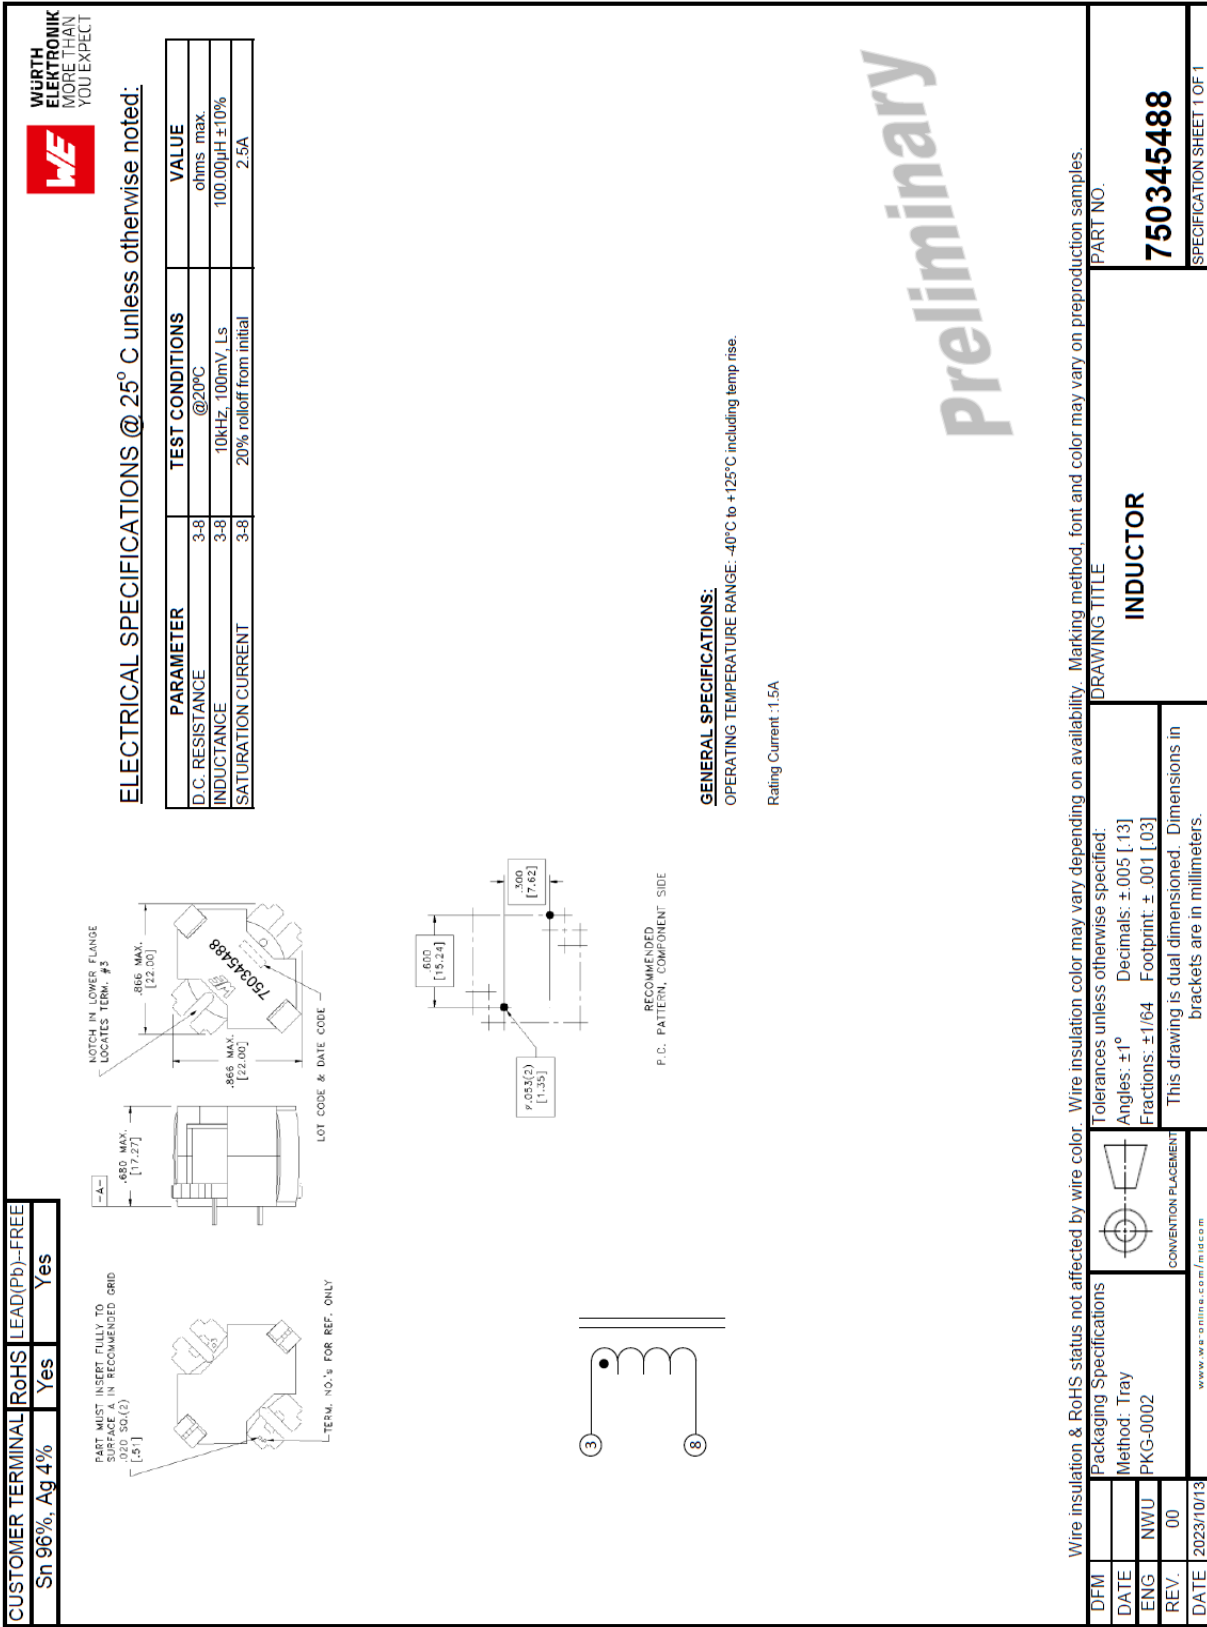 CUSTOMER TERMINAL RoHS LEAD(Pb)-FREE
Sn 96%, Ag 4% Yes Yes
W/E
WÜRTH
ELEKTRONIK
MORE THAN
YOU EXPECT
PART MUST INSERT FULLY TO
SURFACE A IN RECOMMENDED GRID
.020 SQ.(2)
[.51]
TERM. NO.'s FOR REF. ONLY
-A-
.680 MAX.
[17.27]
NOTCH IN LOWER FLANGE
LOCATES TERM. #3
.866 MAX.
[22.00]
.866 MAX.
[22.00]
WE
750345488
LOT CODE & DATE CODE
ELECTRICAL SPECIFICATIONS @ 25° C unless otherwise noted:
PARAMETER TEST CONDITIONS VALUE
D.C. RESISTANCE 3-8 @20°C ohms max.
INDUCTANCE 3-8 10kHz, 100mV, Ls 100.00µH ±10%
SATURATION CURRENT 3-8 20% rolloff from initial 2.5A
3
8
.600
[15.24]
.300
[7.62]
ø.053(2)
[1.35]
RECOMMENDED
P.C. PATTERN, COMPONENT SIDE
GENERAL SPECIFICATIONS:
OPERATING TEMPERATURE RANGE: -40°C to +125°C including temp rise.
Rating Current :1.5A
Preliminary
Wire insulation & RoHS status not affected by wire color. Wire insulation color may vary depending on availability. Marking method, font and color may vary on preproduction samples.
DFM
DATE
ENG NWU
REV. 00
DATE 2023/10/13
Packaging Specifications
Method: Tray
PKG-0002
www.we-online.com/midcom
CONVENTION PLACEMENT
Tolerances unless otherwise specified:
Angles: ±1° Decimals: ±.005 [.13]
Fractions: ±1/64 Footprint: ± .001 [.03]
This drawing is dual dimensioned. Dimensions in
brackets are in millimeters.
DRAWING TITLE
INDUCTOR
PART NO.
750345488
SPECIFICATION SHEET 1 OF 1